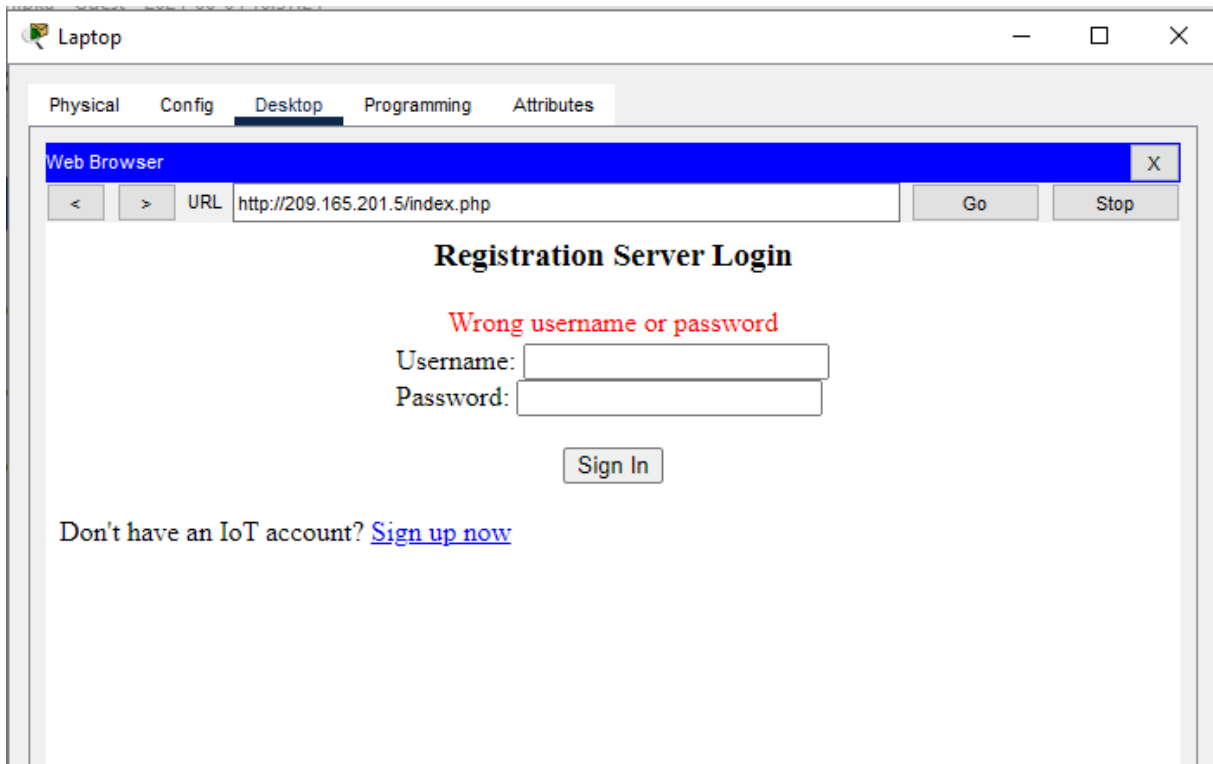 Laptop
Physical Config Desktop Programming Attributes
Web Browser X
< > URL http://209.165.201.5/index.php Go Stop
Registration Server Login
Wrong username or password
Username:
Password:
Sign In
Don't have an IoT account? Sign up now